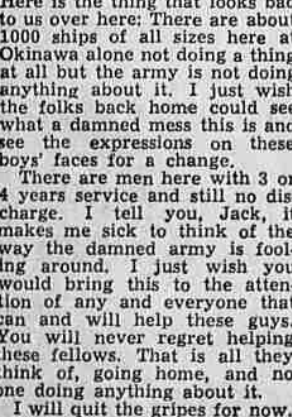 Here is the thing that looks bad
to us over here: There are about
1000 ships of all sizes here at
Okinawa alone not doing a thing
at all but the army is not doing
anything about it. I just wish
the folks back home could see
what a damned mess this is and
see the expressions on these
boys' faces for a change.
There are men here with 3 or
4 years service and still no dis-
charge. I tell you, Jack, it
makes me sick to think of the
way the damned army is fool-
ing around. I just wish you
would bring this to the atten-
tion of any and everyone that
can and will help these guys.
You will never regret helping
these fellows. That is all they
think of, going home, and no
one doing anything about it.
I will quit the gripes for now,